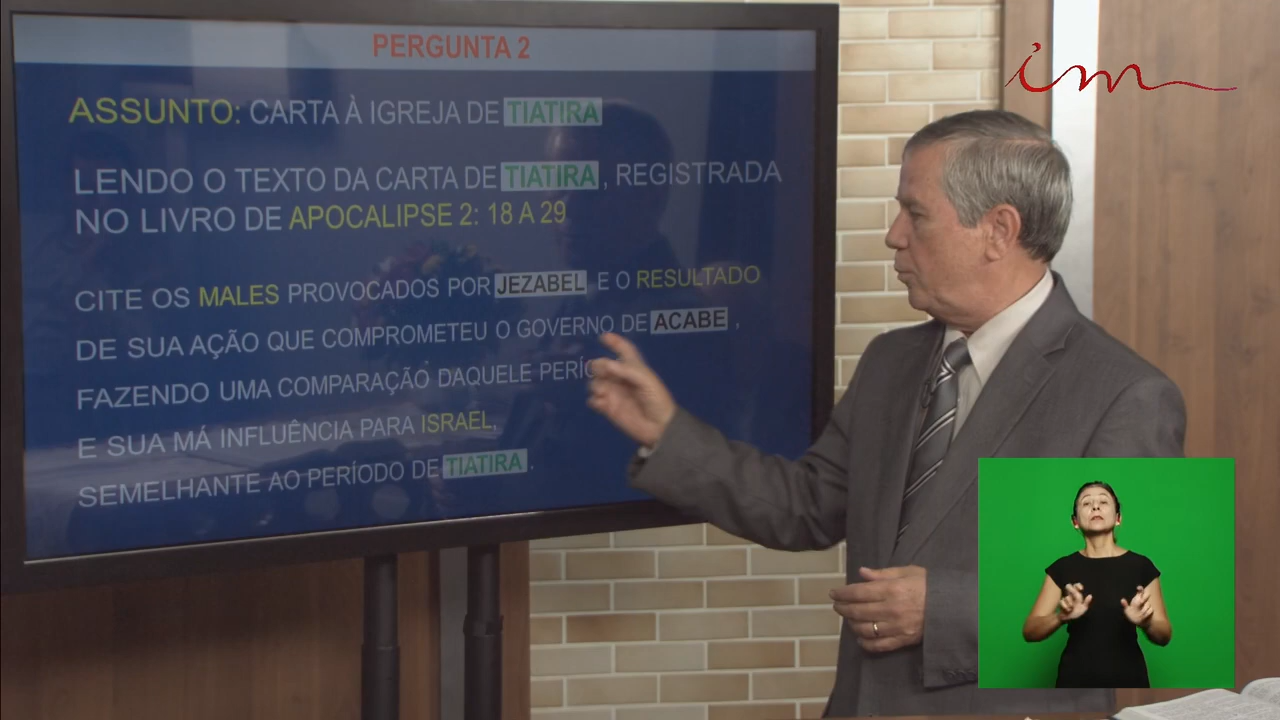 PERGUNTA 2
ASSUNTO: CARTA À IGREJA DE TIATIRA
LENDO O TEXTO DA CARTA DE TIATIRA, REGISTRADA
NO LIVRO DE APOCALIPSE 2: 18 A 29
CITE OS MALES PROVOCADOS POR JEZABEL E O RESULTADO
DE SUA AÇÃO QUE COMPROMETEU O GOVERNO DE ACABE ,
FAZENDO UMA COMPARAÇÃO DAQUELE
E SUA MÁ INFLUÊNCIA PARA ISRAEL,
SEMELHANTE AO PERÍODO DE TIATIRA .
im